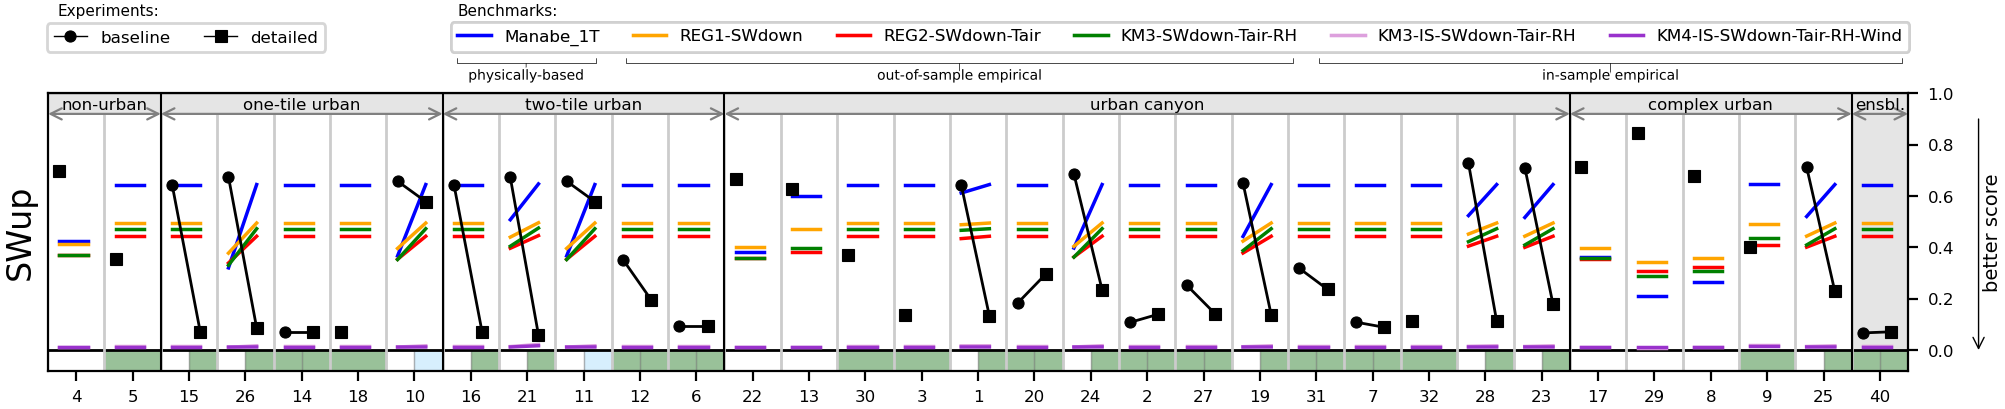 Experiments:
baseline detailed
Benchmarks:
Manabe_1T REG1-SWdown REG2-SWdown-Tair KM3-SWdown-Tair-RH KM3-IS-SWdown-Tair-RH KM4-IS-SWdown-Tair-RH-Wind
physically-based out-of-sample empirical in-sample empirical
non-urban one-tile urban two-tile urban urban canyon complex urban ensbl.
SWup
1.0
0.8
0.6
0.4
0.2
0.0
better score
4 5 15 26 14 18 10 16 21 11 12 6 22 13 30 3 1 20 24 2 27 19 31 7 32 28 23 17 29 8 9 25 40